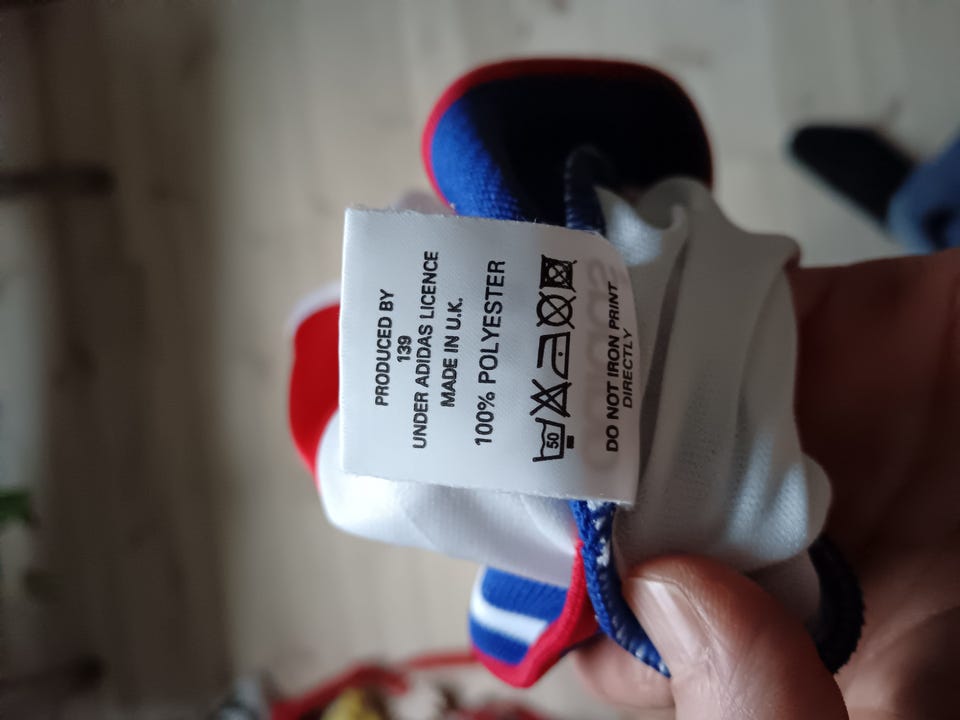 PRODUCED BY
139
UNDER ADIDAS LICENCE
MADE IN U.K.
100% POLYESTER
50
DO NOT IRON PRINT
DIRECTLY